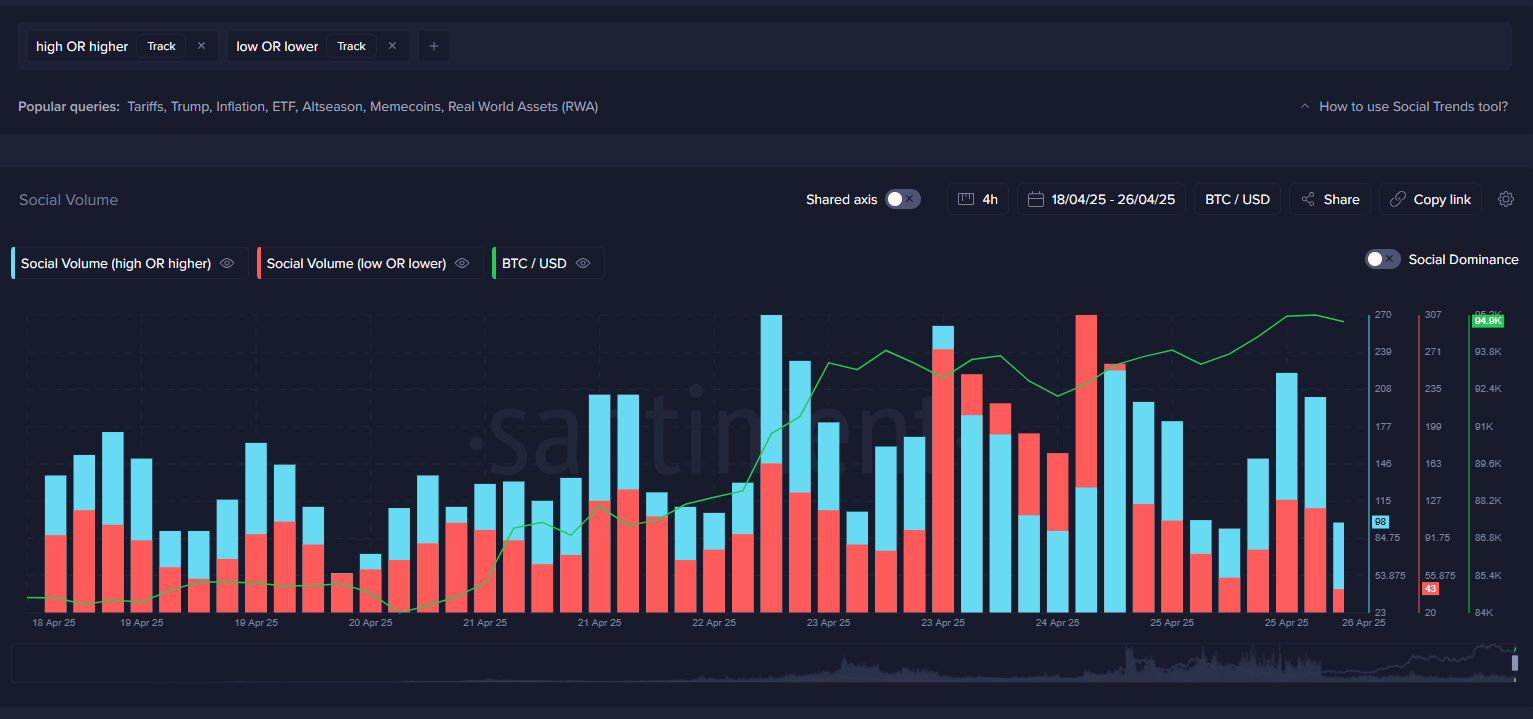 high OR higher Track × low OR lower Track × +
Popular queries: Tariffs, Trump, Inflation, ETF, Altseason, Memecoins, Real World Assets (RWA) How to use Social Trends tool?
Social Volume Shared axis 4h 18/04/25 - 26/04/25 BTC / USD Share Copy link
Social Volume (high OR higher) Social Volume (low OR lower) BTC / USD Social Dominance
270 307 95.2K
94.9K
239 271 93.8K
208 235 92.4K
·santiment·
177 199 91K
146 163 89.6K
115 127 88.2K
98
84.75 91.75 86.8K
53.875 55.875 85.4K
43
23 20 84K
18 Apr 25 19 Apr 25 19 Apr 25 20 Apr 25 21 Apr 25 21 Apr 25 22 Apr 25 23 Apr 25 23 Apr 25 24 Apr 25 25 Apr 25 25 Apr 25 26 Apr 25